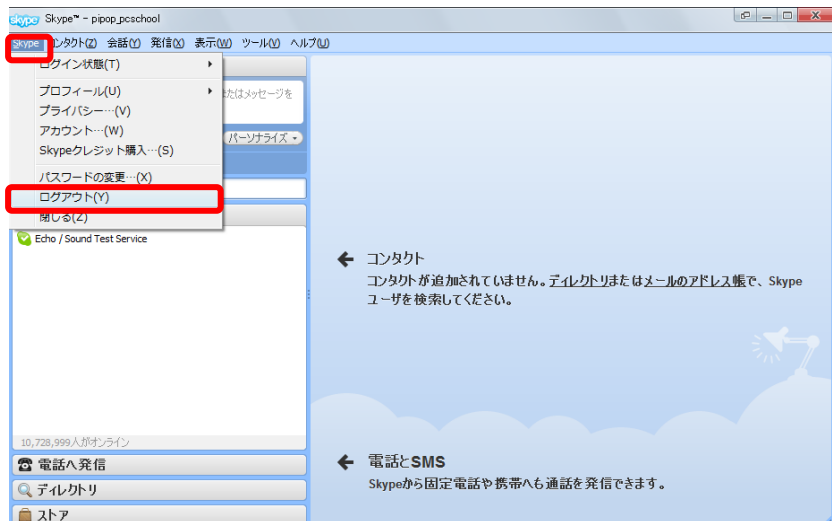 skype Skype™ - pipop_pcschool
Skype コンタクト(Z) 会話(Y) 発信(X) 表示(W) ツール(V) ヘルプ(U)
ログイン状態(T)
プロフィール(U)
プライバシー…(V)
アカウント…(W)
Skypeクレジット購入…(S)
パスワードの変更…(X)
ログアウト(Y)
閉じる(Z)
たはメッセージを
パーソナライズ
Echo / Sound Test Service
10,728,999人がオンライン
電話へ発信
ディレクトリ
ストア
コンタクト
コンタクトが追加されていません。ディレクトリまたはメールのアドレス帳で、Skype
ユーザを検索してください。
電話とSMS
Skypeから固定電話や携帯へも通話を発信できます。